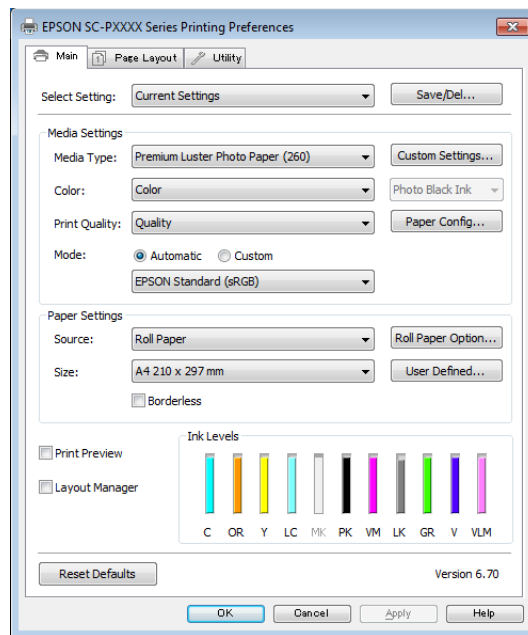 EPSON SC-PXXXX Series Printing Preferences
Main
Page Layout
Utility
Select Setting: Current Settings Save/Del...
Media Settings
Media Type: Premium Luster Photo Paper (260) Custom Settings...
Color: Color Photo Black Ink
Print Quality: Quality Paper Config...
Mode: Automatic Custom
EPSON Standard (sRGB)
Paper Settings
Source: Roll Paper Roll Paper Option...
Size: A4 210 x 297 mm User Defined...
Borderless
Print Preview
Layout Manager
Ink Levels
C OR Y LC MK PK VM LK GR V VLM
Reset Defaults Version 6.70
OK Cancel Apply Help